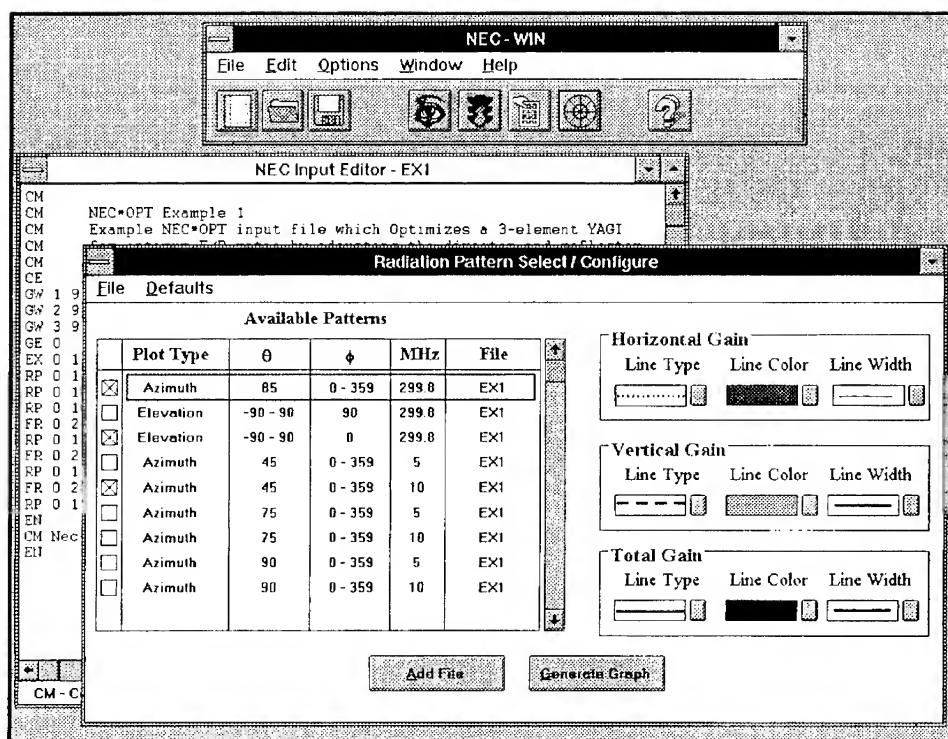 NEC-WIN
File Edit Options Window Help
NEC Input Editor - EX1
CM
CM NEC*OPT Example 1
CM Example NEC*OPT input file which Optimizes a 3-element YAGI
CM
CM
CE
GW 1 9
GW 2 9
GW 3 9
GE 0
EX 0 1
RP 0 1
RP 0 1
RP 0 1
FR 0 2
RP 0 1
FR 0 2
RP 0 1
FR 0 2
RP 0 1
EN
CM Nec
EN
CM - C
Radiation Pattern Select / Configure
File Defaults
Available Patterns
Plot Type θ ϕ MHz File
Azimuth 85 0 - 359 299.8 EX1
Elevation -90 - 90 90 299.8 EX1
Elevation -90 - 90 0 299.8 EX1
Azimuth 45 0 - 359 5 EX1
Azimuth 45 0 - 359 10 EX1
Azimuth 75 0 - 359 5 EX1
Azimuth 75 0 - 359 10 EX1
Azimuth 90 0 - 359 5 EX1
Azimuth 90 0 - 359 10 EX1
Horizontal Gain
Line Type Line Color Line Width
Vertical Gain
Line Type Line Color Line Width
Total Gain
Line Type Line Color Line Width
Add File Generate Graph